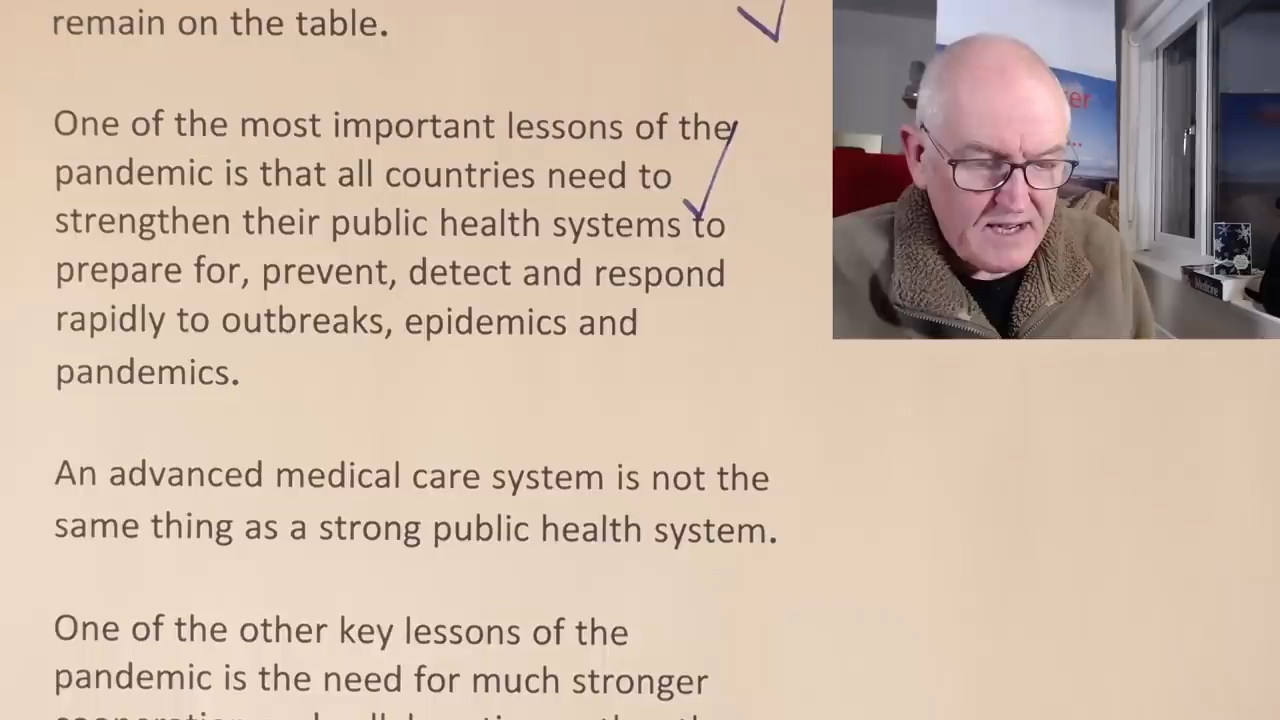 remain on the table.
One of the most important lessons of the
pandemic is that all countries need to
strengthen their public health systems to
prepare for, prevent, detect and respond
rapidly to outbreaks, epidemics and
pandemics.
An advanced medical care system is not the
same thing as a strong public health system.
One of the other key lessons of the
pandemic is the need for much stronger
Medicine